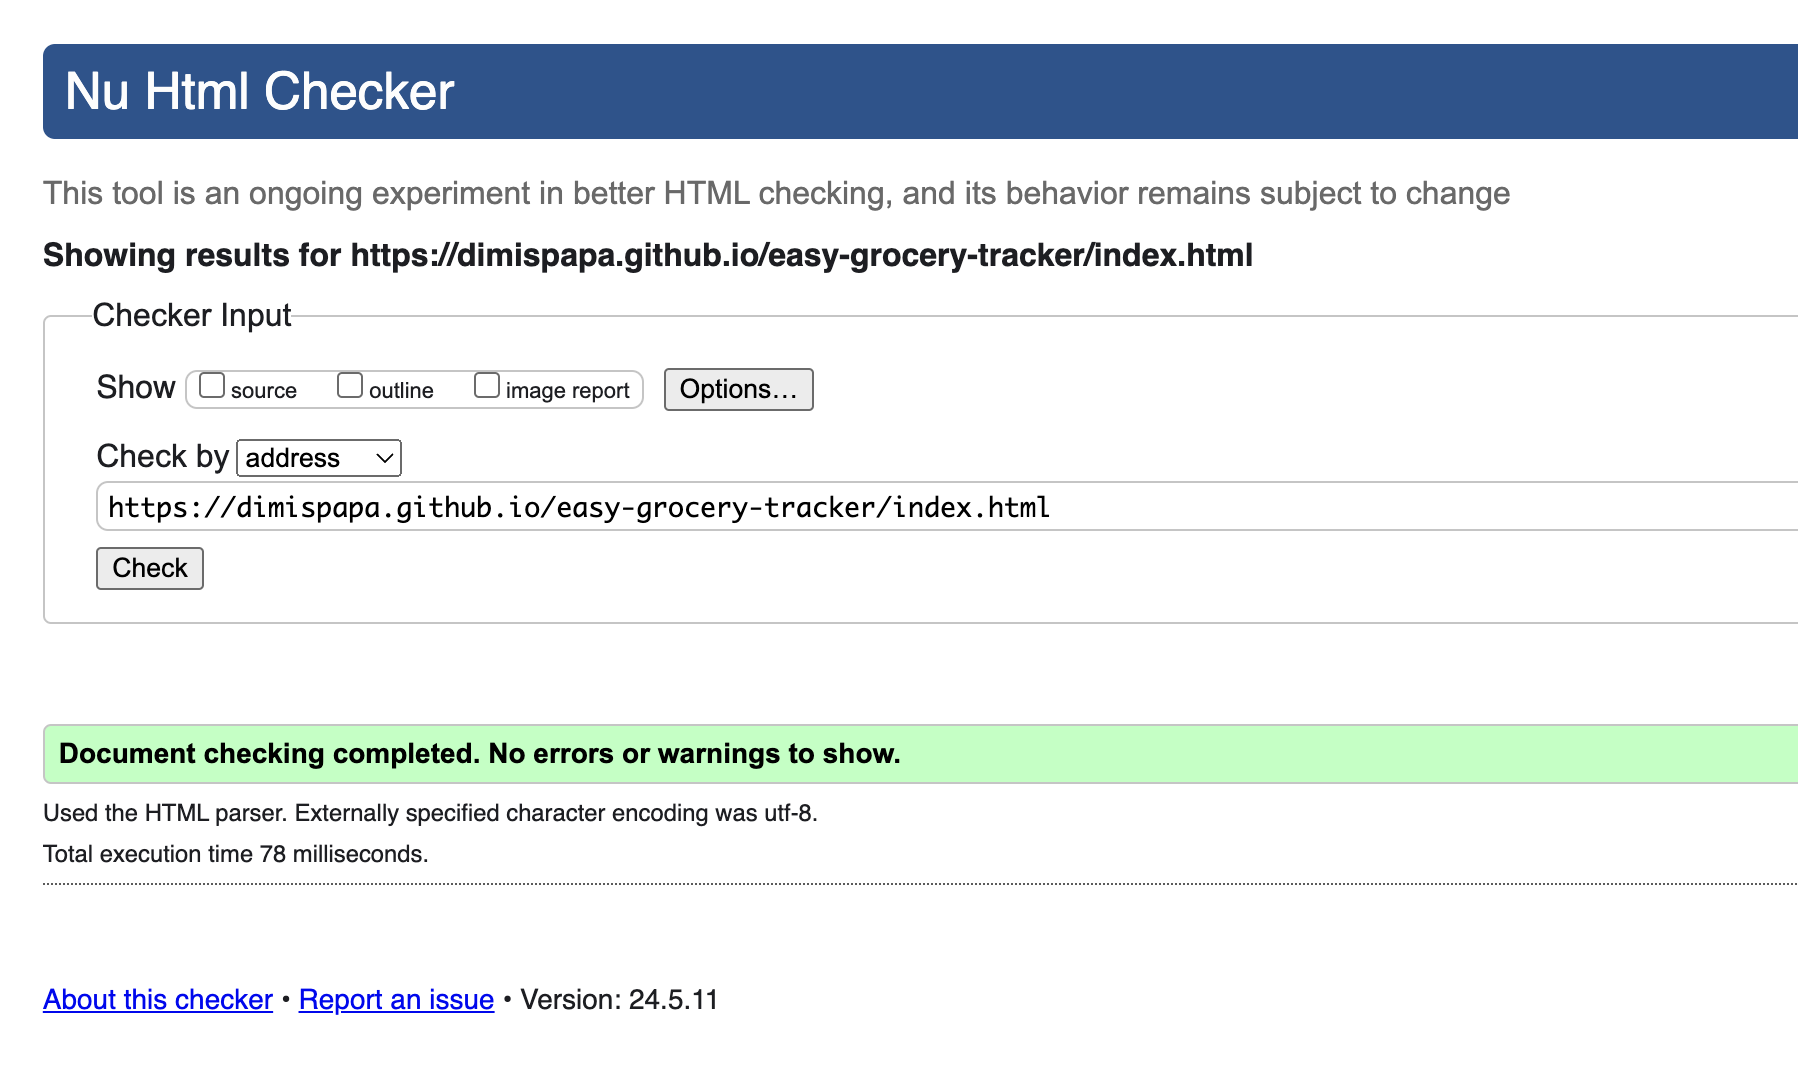 Nu Html Checker
This tool is an ongoing experiment in better HTML checking, and its behavior remains subject to change
Showing results for https://dimispapa.github.io/easy-grocery-tracker/index.html
Checker Input
Show source outline image report Options…
Check by address
https://dimispapa.github.io/easy-grocery-tracker/index.html
Check
Document checking completed. No errors or warnings to show.
Used the HTML parser. Externally specified character encoding was utf-8.
Total execution time 78 milliseconds.
About this checker • Report an issue • Version: 24.5.11